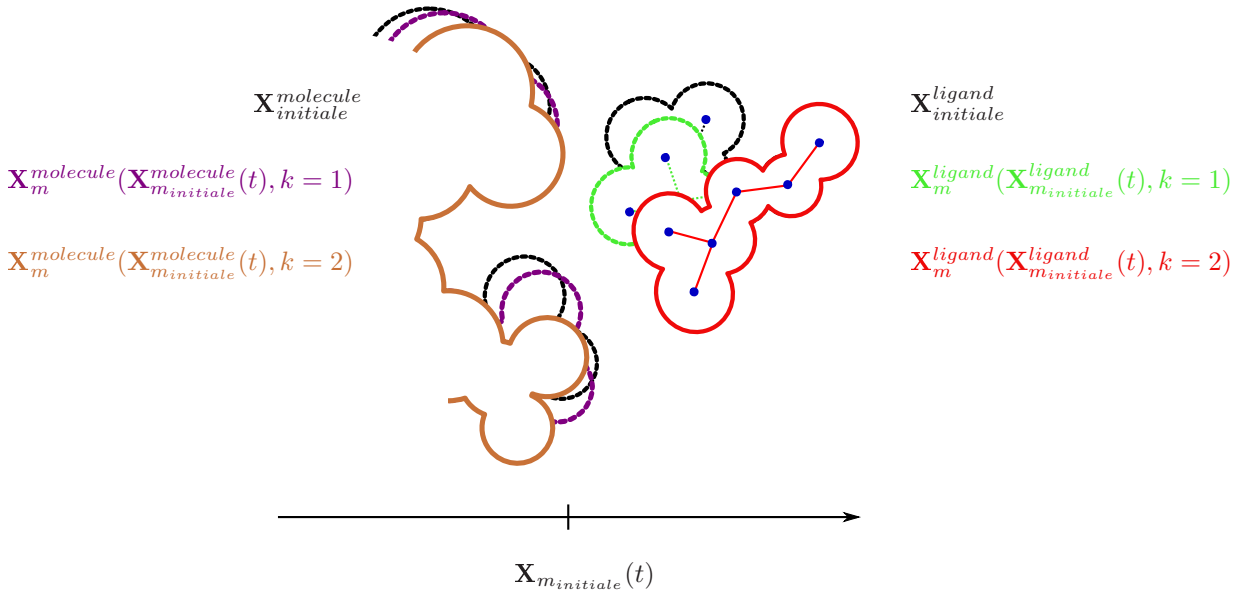 X_{initiale}^{molecule}
X_{initiale}^{ligand}
X_m^{molecule}(X_{m_{initiale}}^{molecule}(t), k = 1)
X_m^{ligand}(X_{m_{initiale}}^{ligand}(t), k = 1)
X_m^{molecule}(X_{m_{initiale}}^{molecule}(t), k = 2)
X_m^{ligand}(X_{m_{initiale}}^{ligand}(t), k = 2)
X_{m_{initiale}}(t)